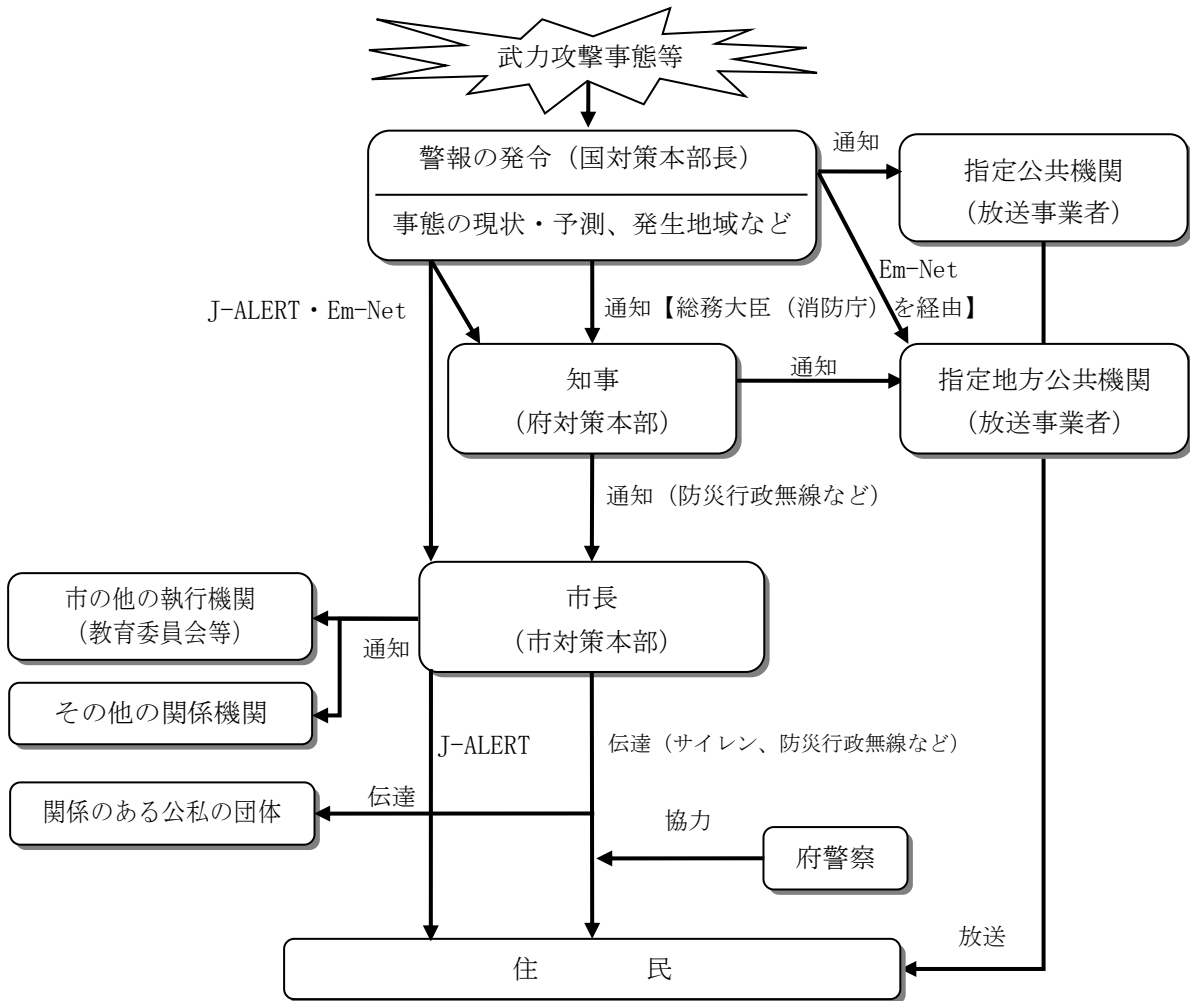 武力攻撃事態等
警報の発令（国対策本部長）
事態の現状・予測、発生地域など
通知
指定公共機関
（放送事業者）
Em-Net
J-ALERT・Em-Net
通知【総務大臣（消防庁）を経由】
知事
（府対策本部）
通知
指定地方公共機関
（放送事業者）
通知（防災行政無線など）
市長
（市対策本部）
市の他の執行機関
（教育委員会等）
通知
その他の関係機関
J-ALERT
伝達（サイレン、防災行政無線など）
関係のある公私の団体
伝達
協力
府警察
放送
住　　　　民